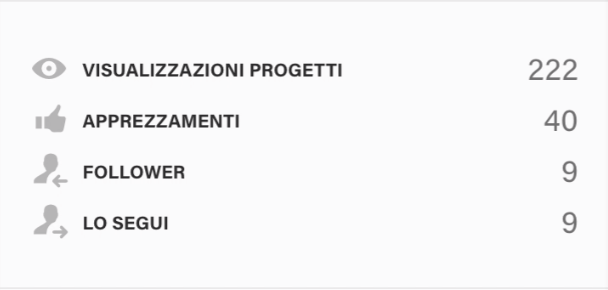 VISUALIZZAZIONI PROGETTI 222
APPREZZAMENTI 40
FOLLOWER 9
LO SEGUI 9